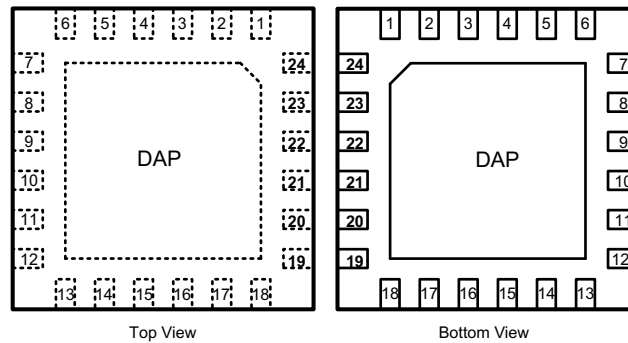 6 5 4 3 2 1
7 24
8 23
9 DAP 22
10 21
11 20
12 19
13 14 15 16 17 18
Top View
1 2 3 4 5 6
24 7
23 8
22 DAP 9
21 10
20 11
19 12
18 17 16 15 14 13
Bottom View